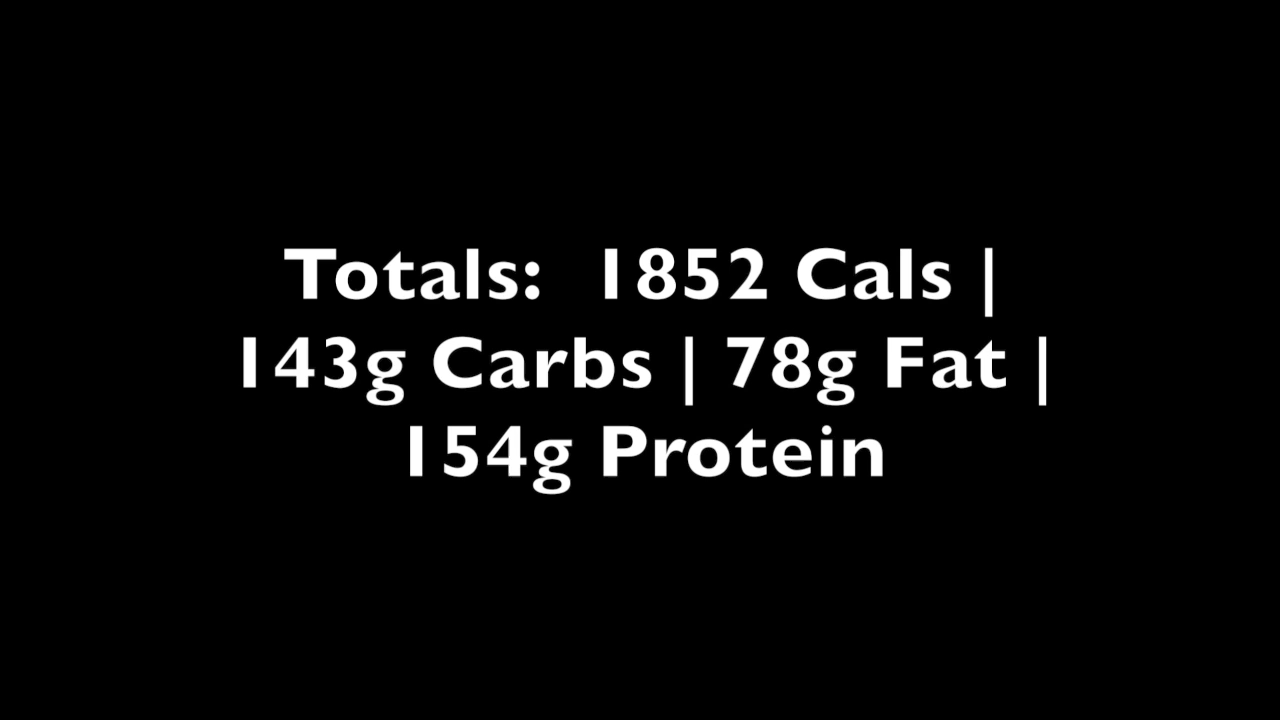 Totals:  1852 Cals |
143g Carbs | 78g Fat |
154g Protein